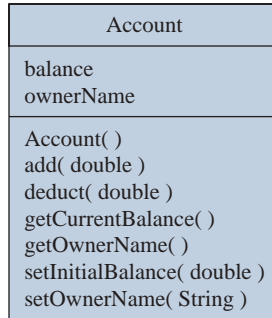 Account
balance
ownerName
Account( )
add( double )
deduct( double )
getCurrentBalance( )
getOwnerName( )
setInitialBalance( double )
setOwnerName( String )